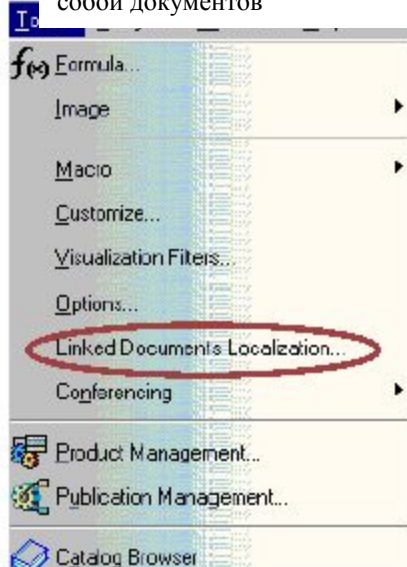 собой документов
To
f(x) Formula...
Image
Macro
Customize...
Visualization Filters...
Options...
Linked Documents Localization...
Conferencing
Product Management...
Publication Management...
Catalog Browser